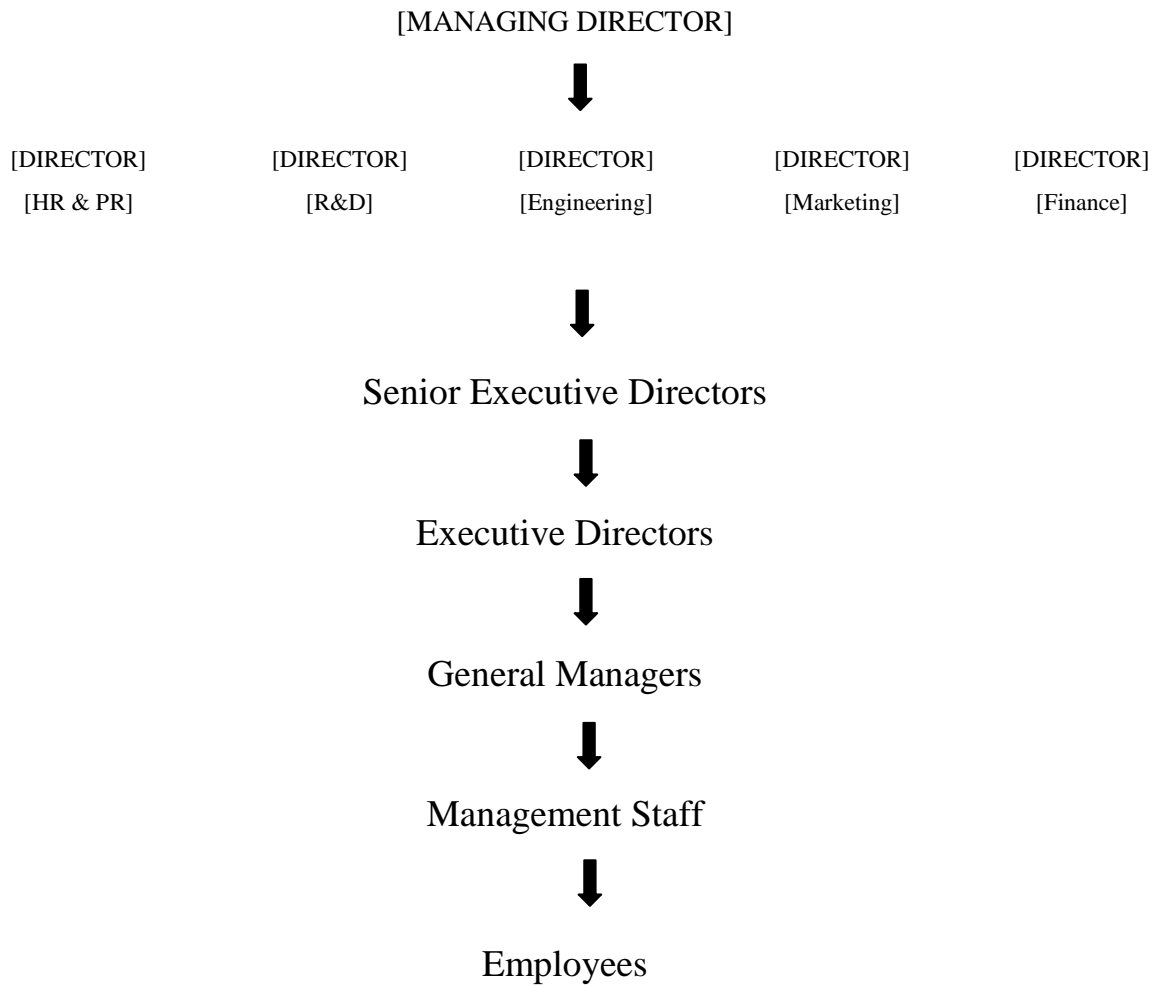 [MANAGING DIRECTOR]
[DIRECTOR] [DIRECTOR] [DIRECTOR] [DIRECTOR] [DIRECTOR]
[HR & PR] [R&D] [Engineering] [Marketing] [Finance]
Senior Executive Directors
Executive Directors
General Managers
Management Staff
Employees